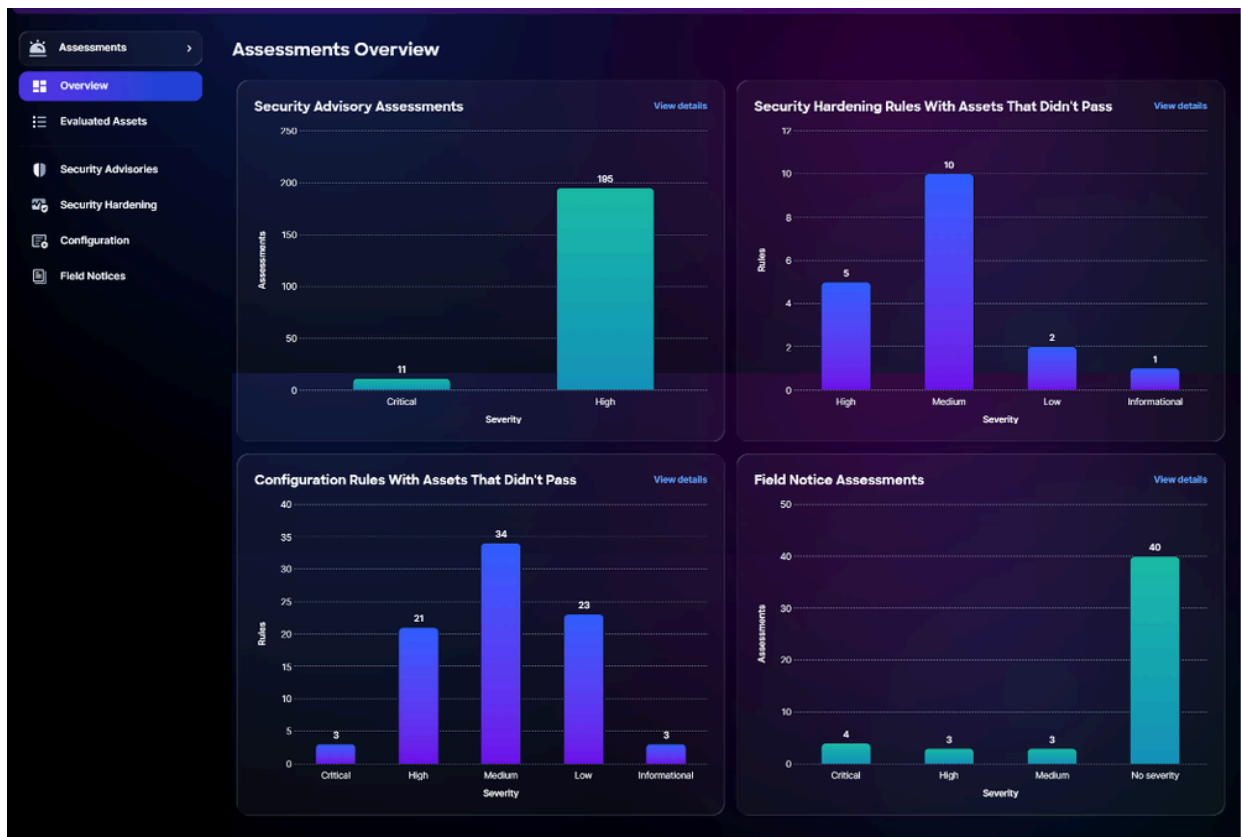 Assessments
Overview
Evaluated Assets
Security Advisories
Security Hardening
Configuration
Field Notices
Assessments Overview
Security Advisory Assessments
View details
250
200
150
100
50
0
Assessments
11
195
Critical
High
Severity
Security Hardening Rules With Assets That Didn't Pass
View details
12
10
8
6
4
2
0
Rules
5
10
2
1
High
Medium
Low
Informational
Severity
Configuration Rules With Assets That Didn't Pass
View details
40
35
30
25
20
15
10
5
0
Rules
3
21
34
23
3
Critical
High
Medium
Low
Informational
Severity
Field Notice Assessments
View details
50
40
30
20
10
0
Assessments
4
3
3
40
Critical
High
Medium
No severity
Severity